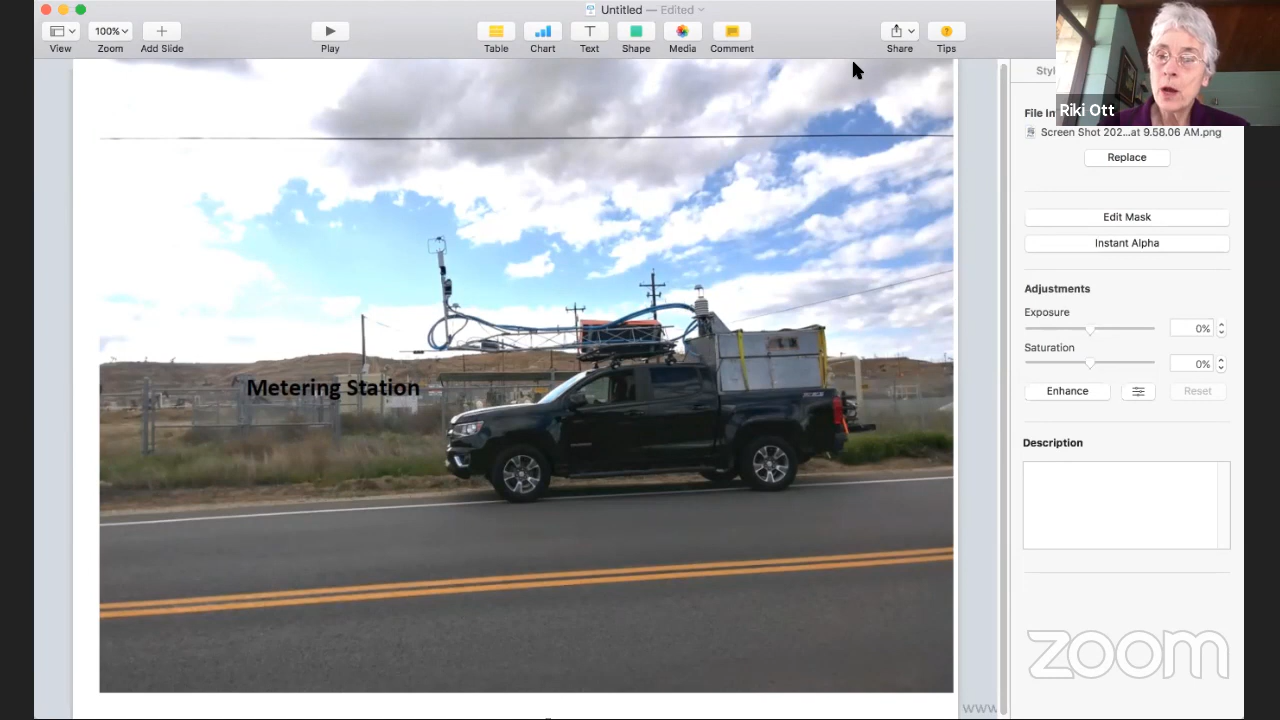 Untitled — Edited
View
100%
Zoom
Add Slide
Play
Table
Chart
Text
Shape
Media
Comment
Share
Tips
Styl
Riki Ott
File In
Screen Shot 202...at 9.58.06 AM.png
Replace
Edit Mask
Instant Alpha
Adjustments
Exposure
0%
Saturation
0%
Enhance
Reset
Description
Metering Station
zoom
www